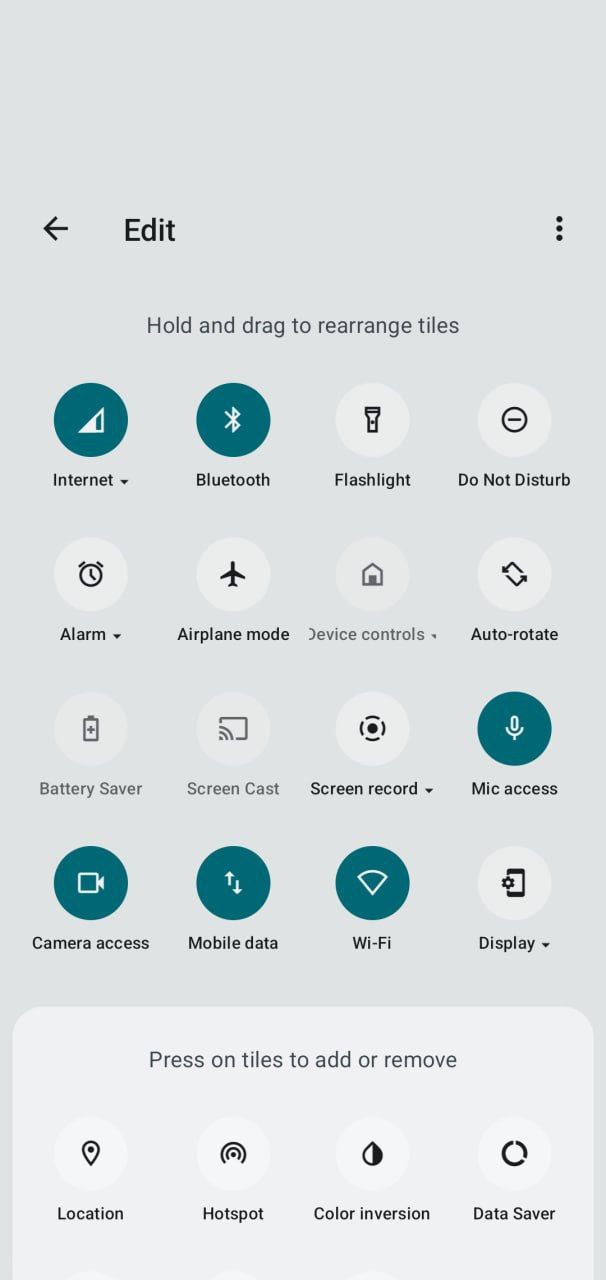 Edit
Hold and drag to rearrange tiles
Internet
Bluetooth
Flashlight
Do Not Disturb
Alarm
Airplane mode
Device controls
Auto-rotate
Battery Saver
Screen Cast
Screen record
Mic access
Camera access
Mobile data
Wi-Fi
Display
Press on tiles to add or remove
Location
Hotspot
Color inversion
Data Saver